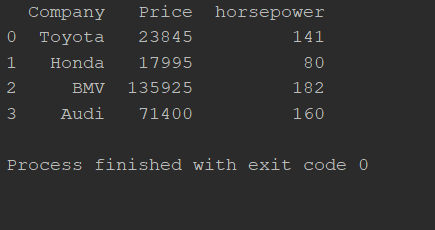 Company Price horsepower
0 Toyota 23845 141
1 Honda 17995 80
2 BMV 135925 182
3 Audi 71400 160
Process finished with exit code 0